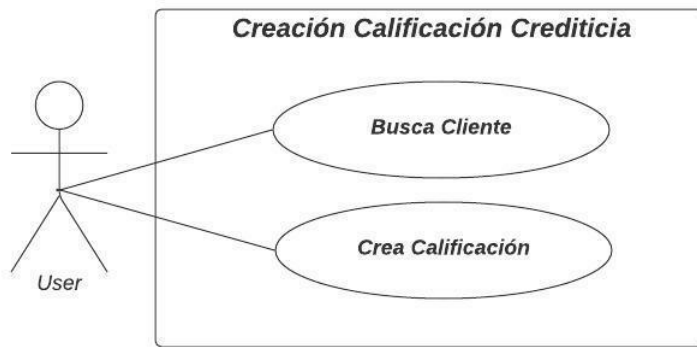 Creación Calificación Crediticia
Busca Cliente
Crea Calificación
User